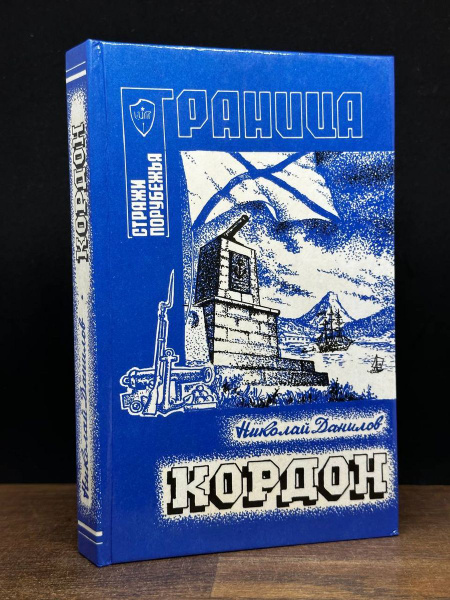 ГРАНИЦА
СТРАЖИ
ПОРУБЕЖЬЯ
Николай Данилов
КОРДОН
КОРДОН
Николай Данилов